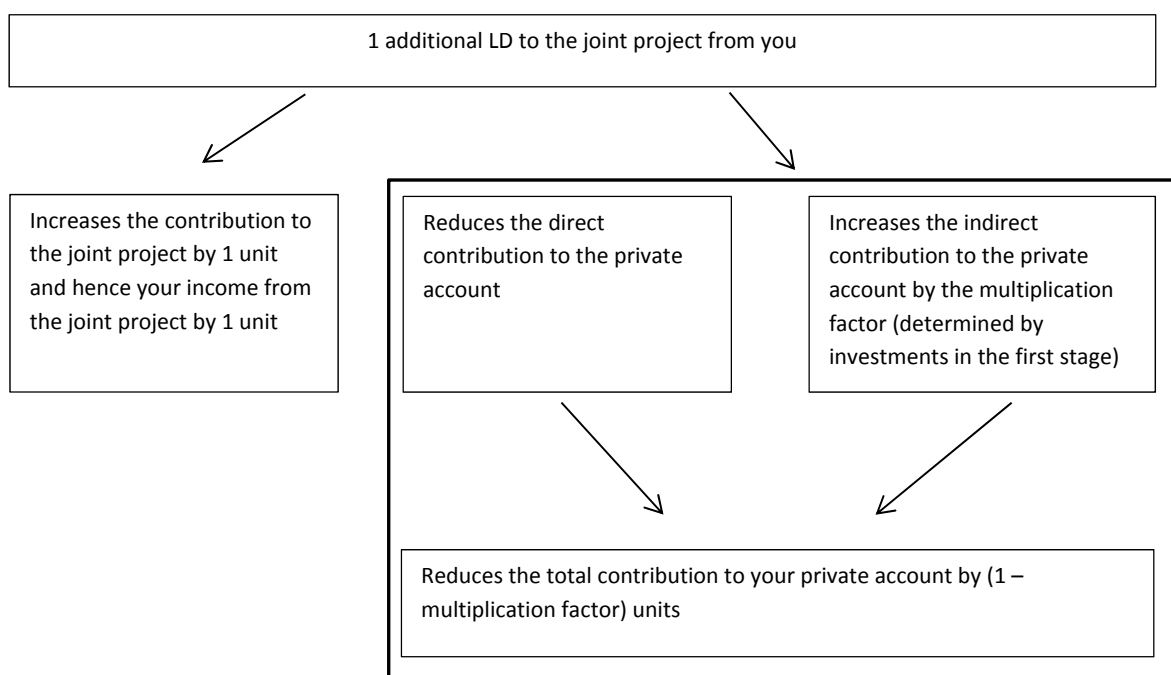 1 additional LD to the joint project from you
Increases the contribution to
the joint project by 1 unit
and hence your income from
the joint project by 1 unit
Reduces the direct
contribution to the private
account
Increases the indirect
contribution to the private
account by the multiplication
factor (determined by
investments in the first stage)
Reduces the total contribution to your private account by (1 –
multiplication factor) units